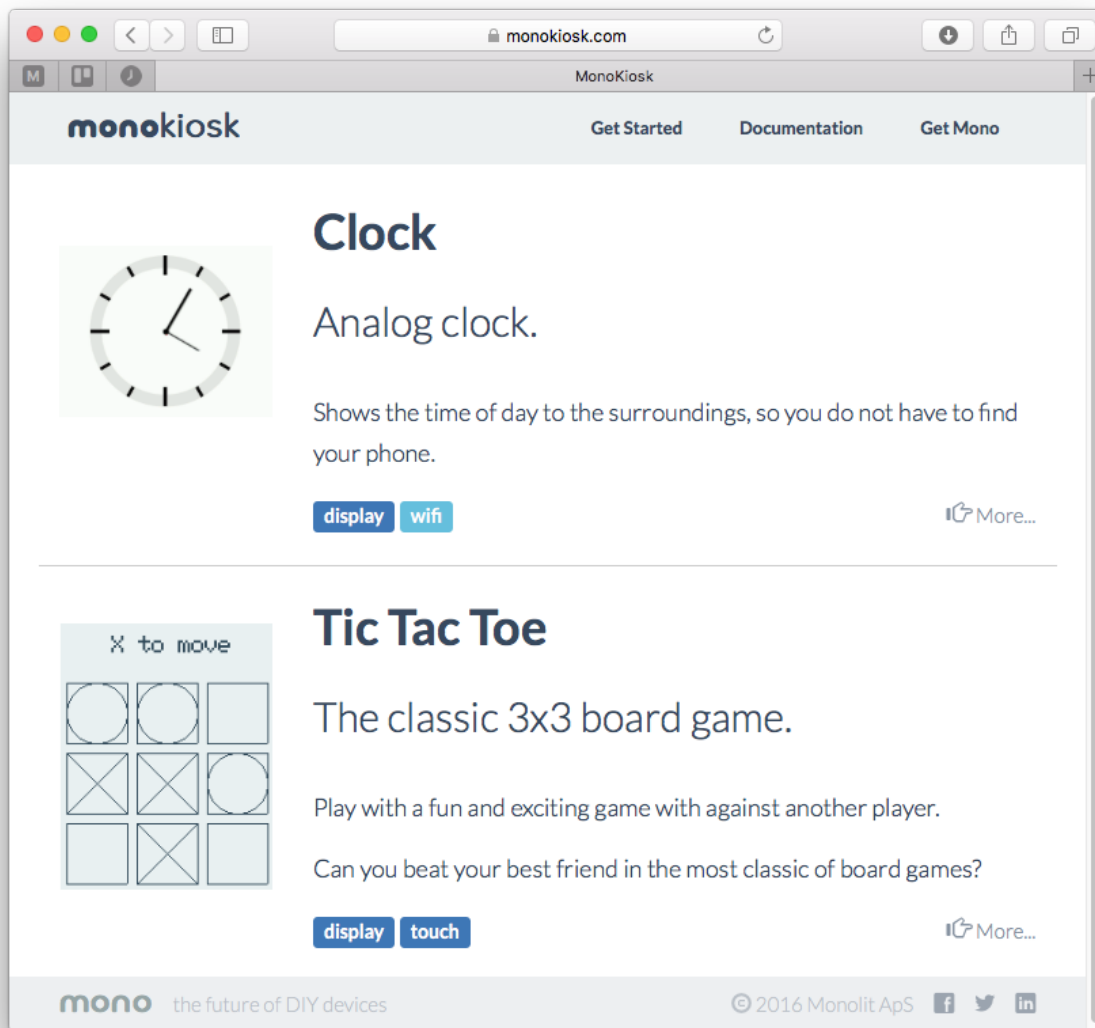 monokiosk.com
M
MonoKiosk
monokiosk
Get Started
Documentation
Get Mono
Clock
Analog clock.
Shows the time of day to the surroundings, so you do not have to find
your phone.
display wifi
More...
X to move
Tic Tac Toe
The classic 3x3 board game.
Play with a fun and exciting game with against another player.
Can you beat your best friend in the most classic of board games?
display touch
More...
mono the future of DIY devices
© 2016 Monolit ApS